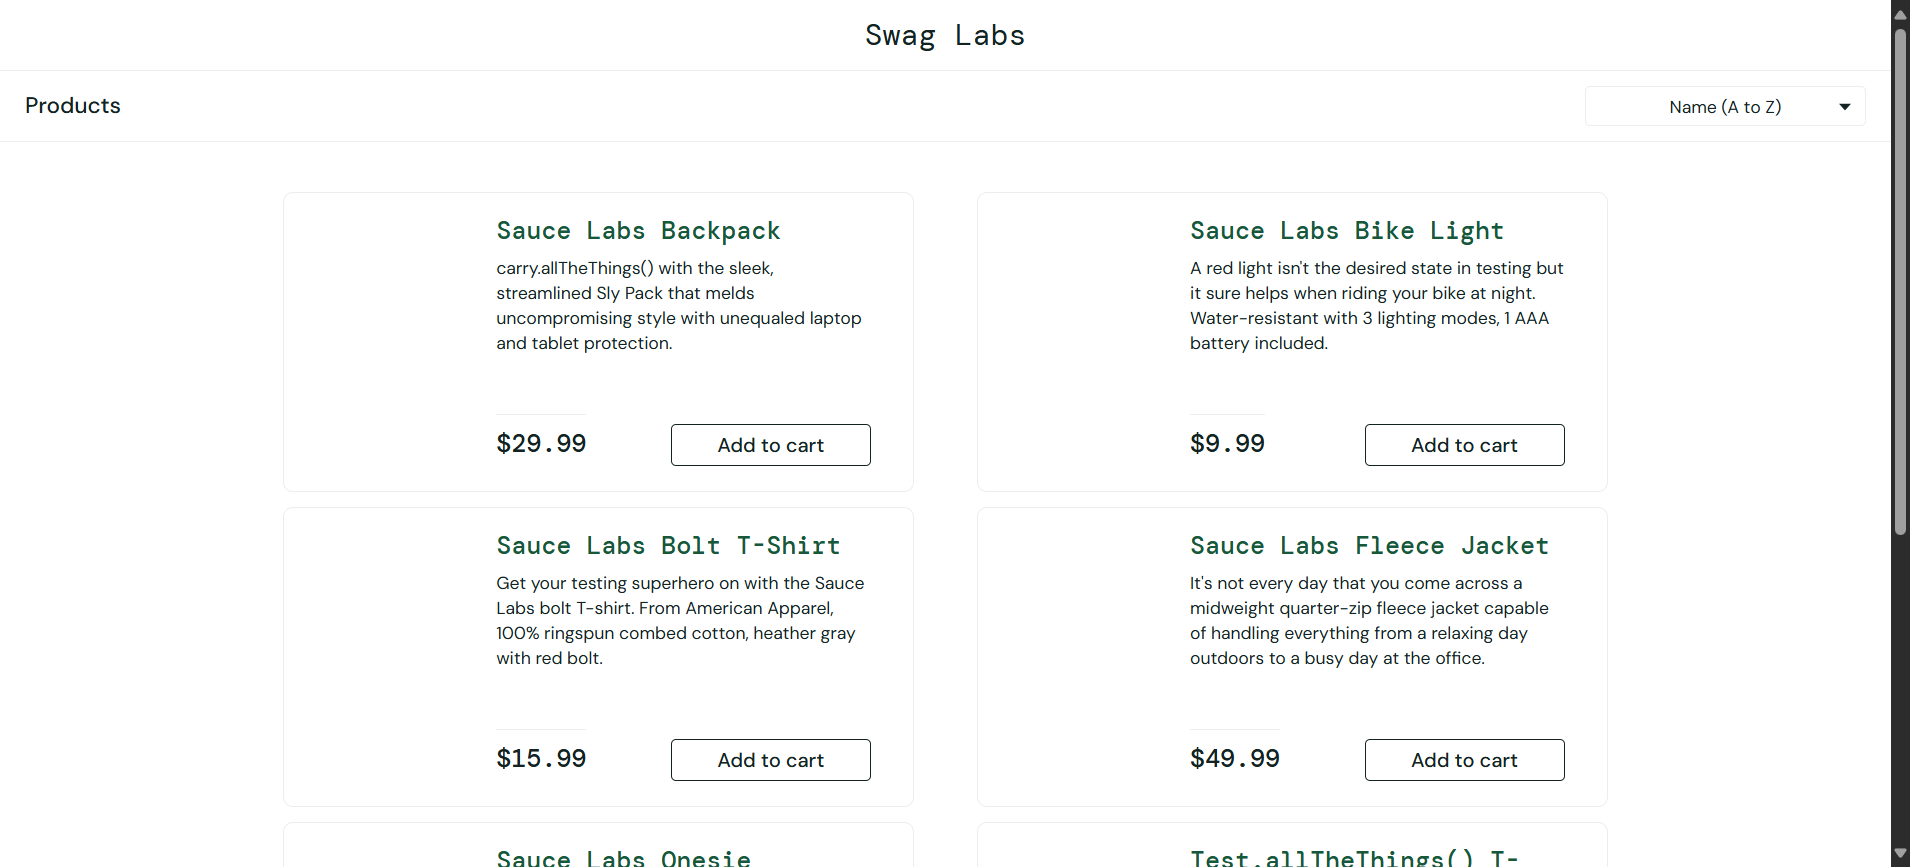 Swag Labs
Products
Name (A to Z)
Sauce Labs Backpack
carry.allTheThings() with the sleek,
streamlined Sly Pack that melds
uncompromising style with unequaled laptop
and tablet protection.
$29.99
Add to cart
Sauce Labs Bike Light
A red light isn't the desired state in testing but
it sure helps when riding your bike at night.
Water-resistant with 3 lighting modes, 1 AAA
battery included.
$9.99
Add to cart
Sauce Labs Bolt T-Shirt
Get your testing superhero on with the Sauce
Labs bolt T-shirt. From American Apparel,
100% ringspun combed cotton, heather gray
with red bolt.
$15.99
Add to cart
Sauce Labs Fleece Jacket
It's not every day that you come across a
midweight quarter-zip fleece jacket capable
of handling everything from a relaxing day
outdoors to a busy day at the office.
$49.99
Add to cart
Sauce Labs Onesie
Test.allTheThings() T-